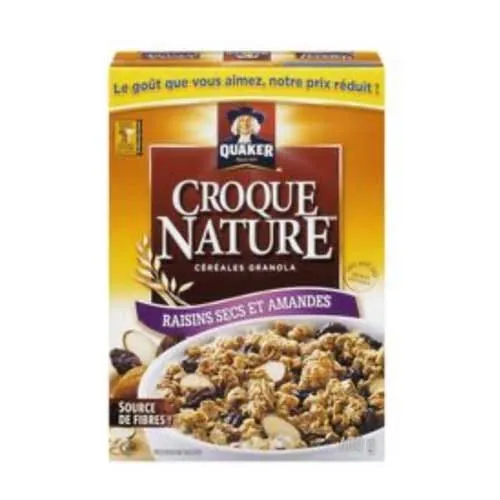 Le goût que vous aimez, notre prix réduit !
QUAKER
CROQUE
NATURE
CÉRÉALES GRANOLA
RAISINS SECS ET AMANDES
SOURCE
DE FIBRES